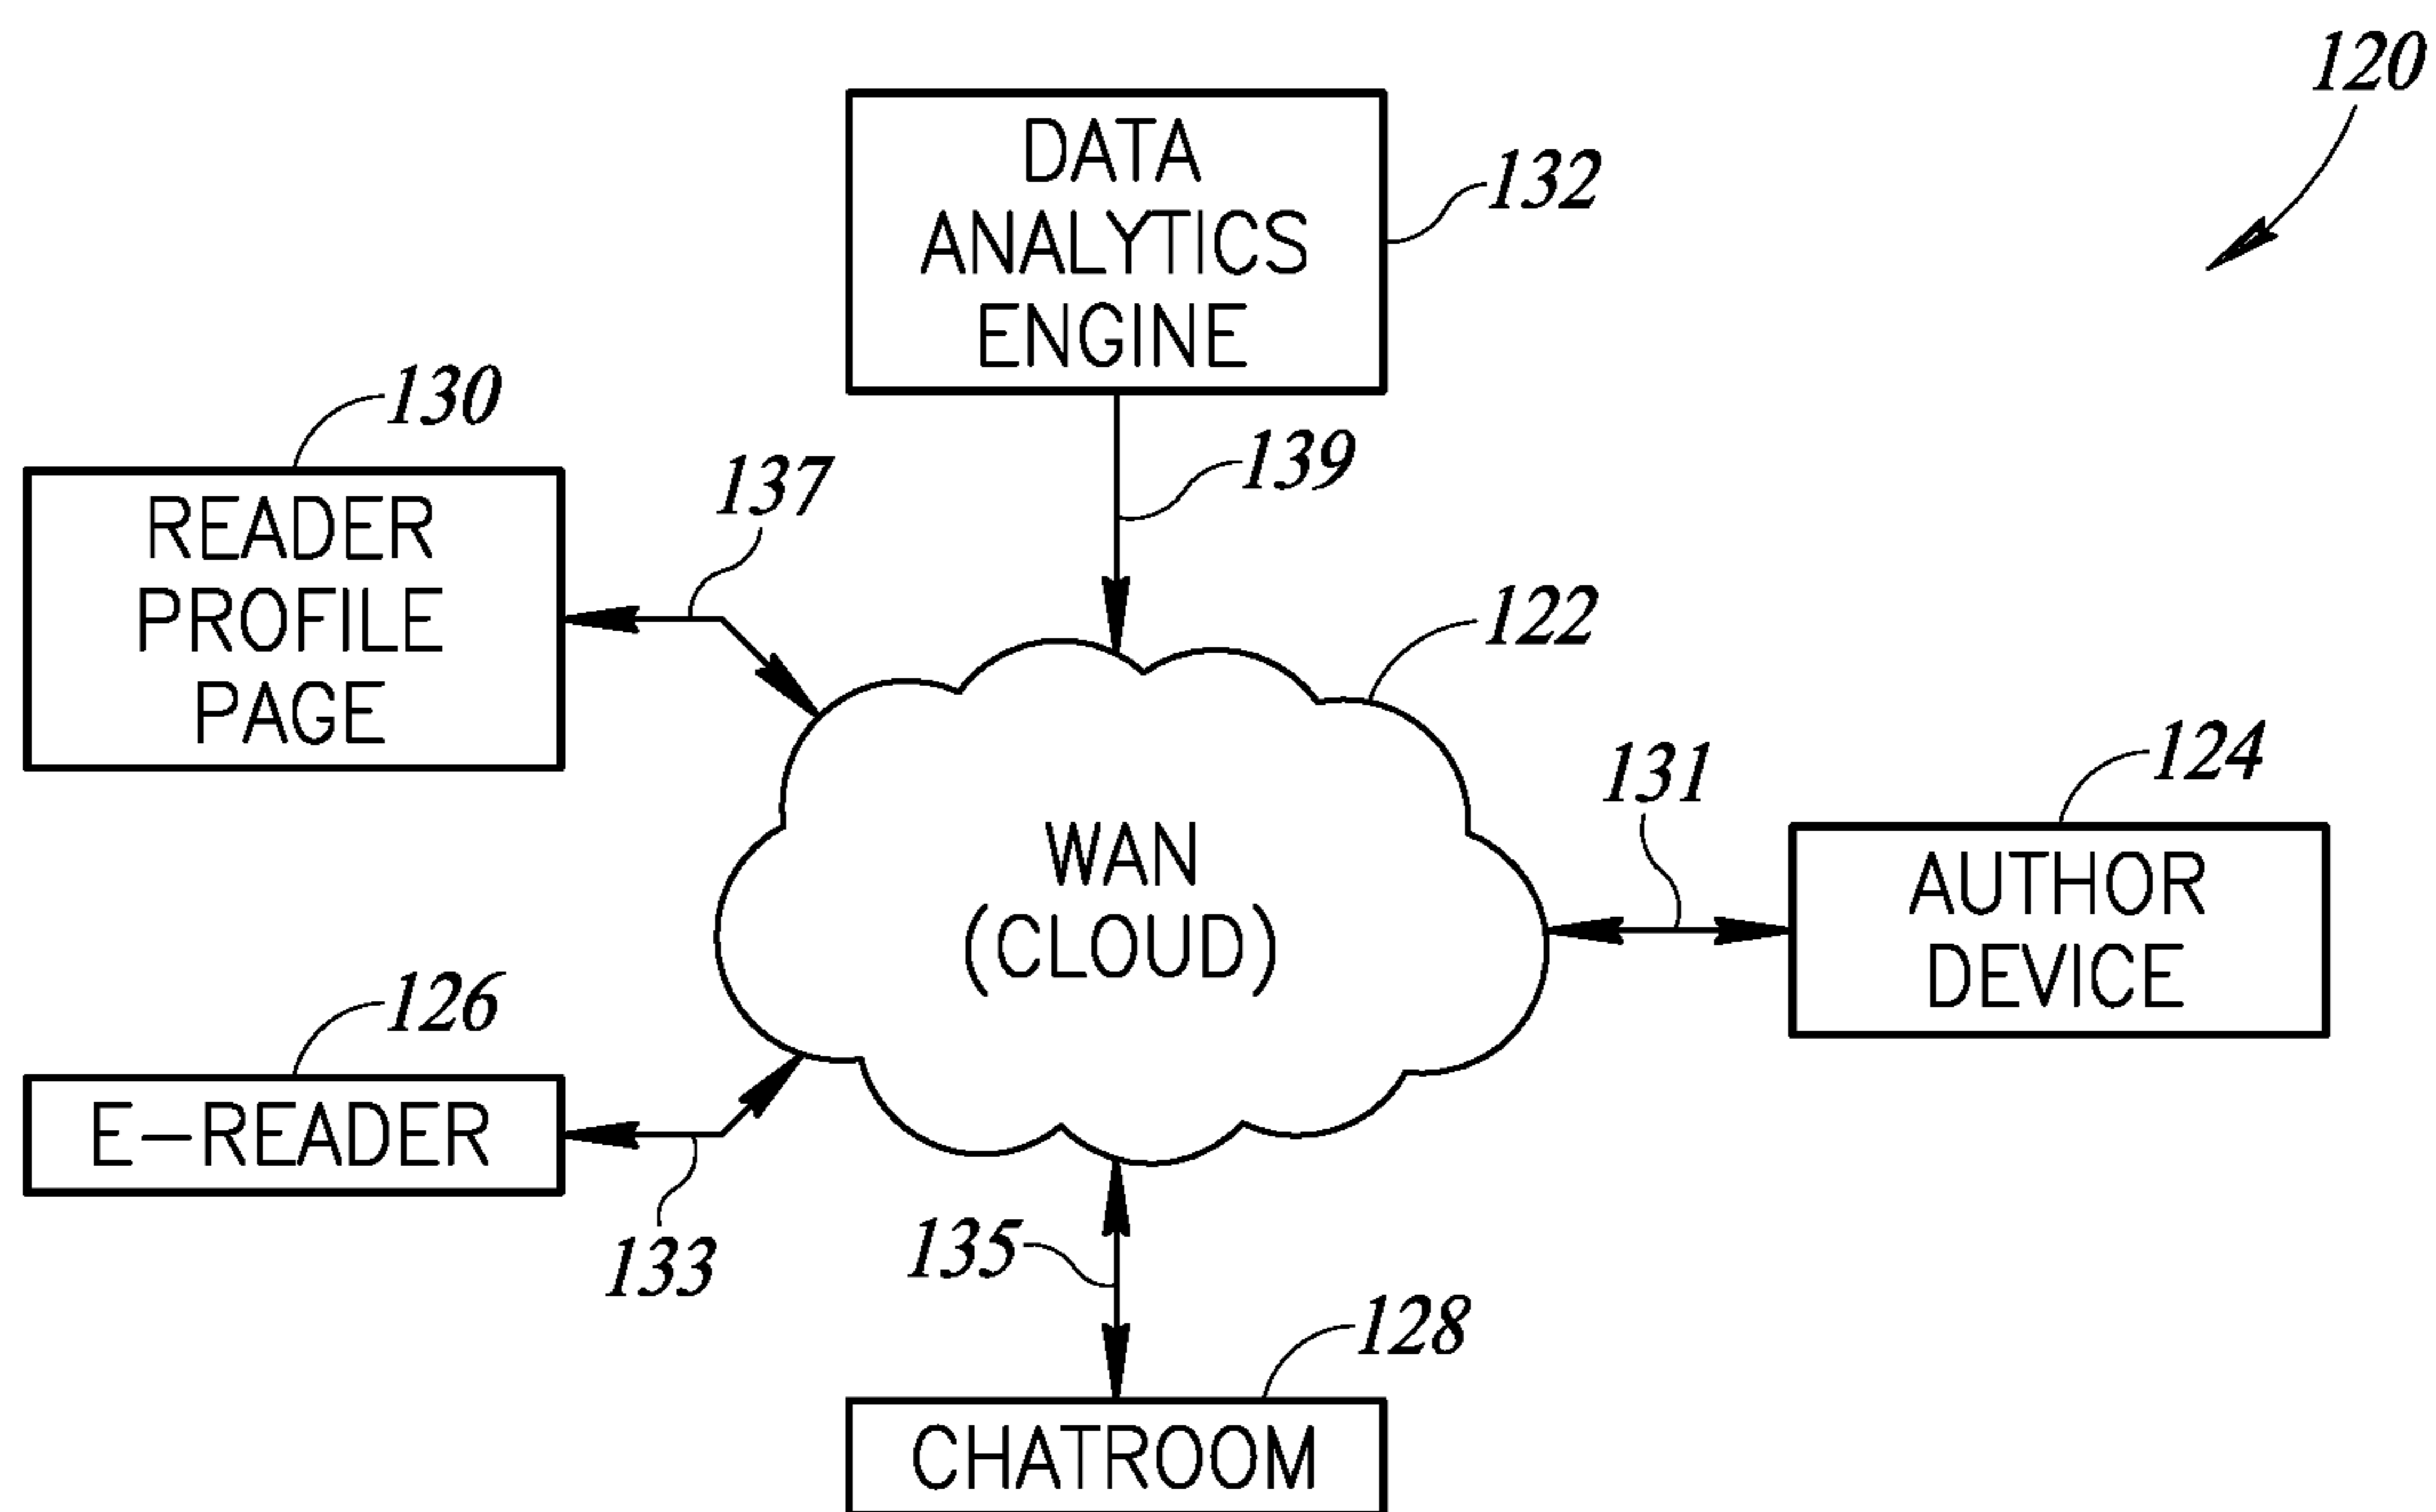 120
DATA
ANALYTICS
ENGINE
132
130
READER
PROFILE
PAGE
137
139
122
WAN
(CLOUD)
131
124
AUTHOR
DEVICE
126
E-READER
133
135
128
CHATROOM